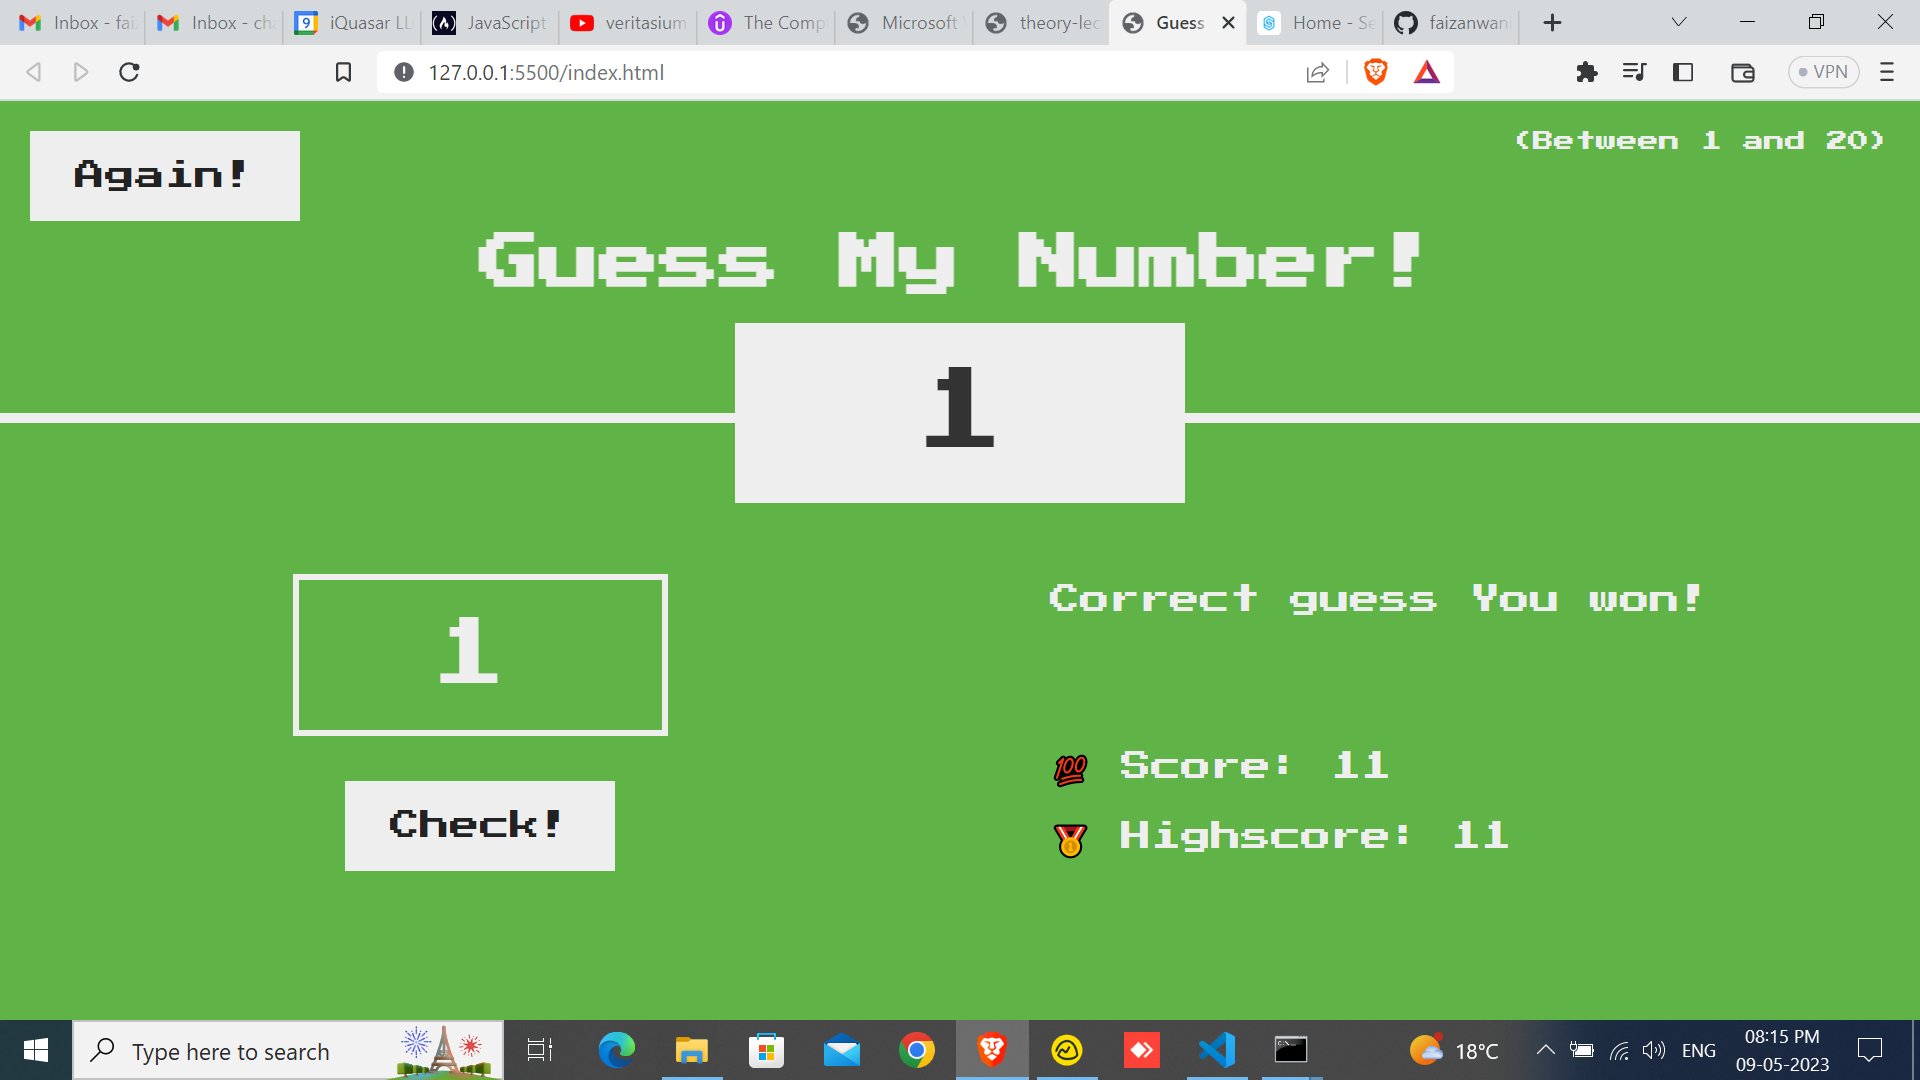 Inbox - fai
Inbox - cha
9
iQuasar LL
JavaScript
veritasium
The Comp
Microsoft
theory-lec
Guess
Home - Se
faizanwan
127.0.0.1:5500/index.html
VPN
Again!
(Between 1 and 20)
Guess My Number!
1
1
Correct guess You won!
Check!
💯 Score: 11
🥇 Highscore: 11
Type here to search
18°C
ENG
08:15 PM
09-05-2023